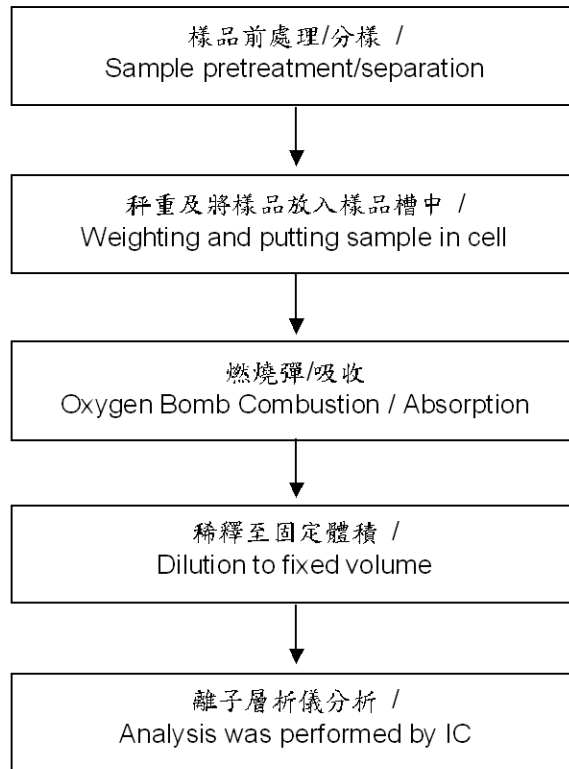 樣品前處理/分樣 /
Sample pretreatment/separation
秤重及將樣品放入樣品槽中 /
Weighting and putting sample in cell
燃燒彈/吸收
Oxygen Bomb Combustion / Absorption
稀釋至固定體積 /
Dilution to fixed volume
離子層析儀分析 /
Analysis was performed by IC